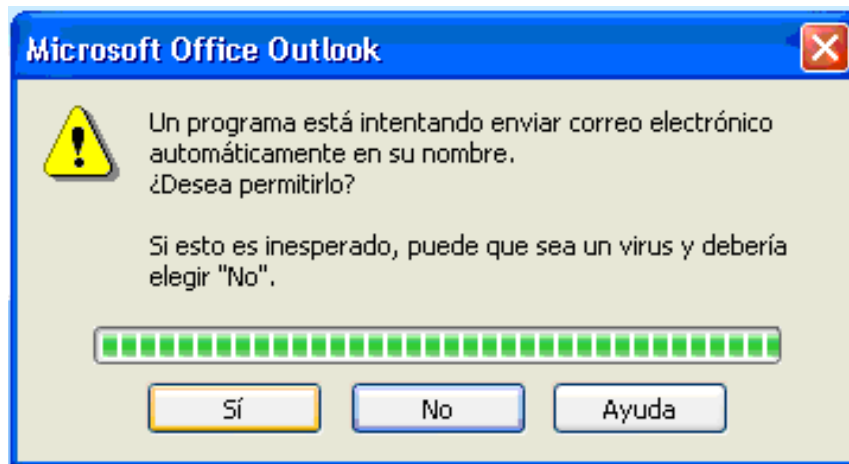 Microsoft Office Outlook
Un programa está intentando enviar correo electrónico
automáticamente en su nombre.
¿Desea permitirlo?
Si esto es inesperado, puede que sea un virus y debería
elegir "No".
Sí
No
Ayuda